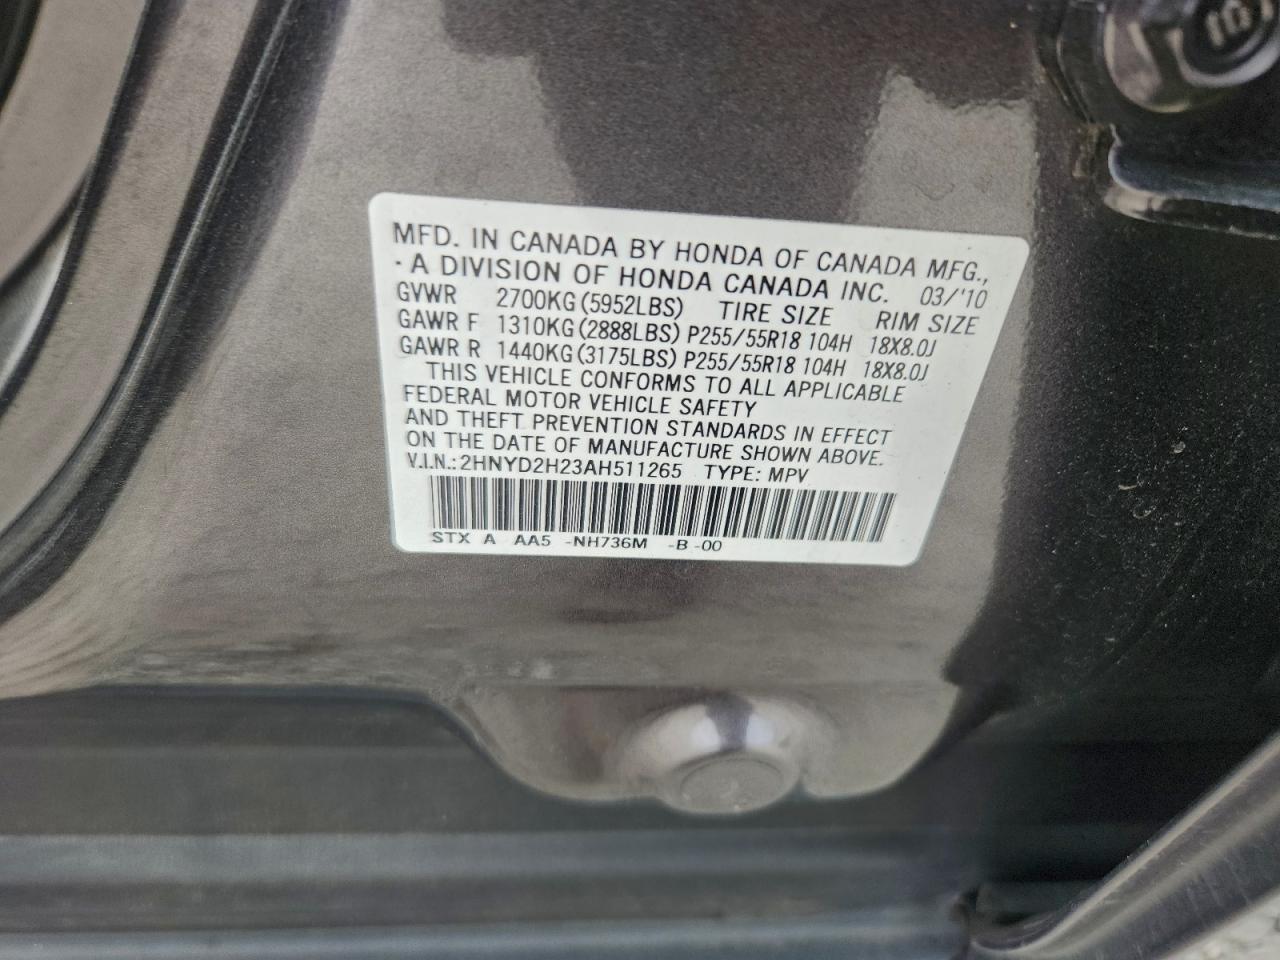 MFD. IN CANADA BY HONDA OF CANADA MFG.,
· A DIVISION OF HONDA CANADA INC. 03/'10
GVWR 2700KG (5952LBS) TIRE SIZE RIM SIZE
GAWR F 1310KG (2888LBS) P255/55R18 104H 18X8.0J
GAWR R 1440KG (3175LBS) P255/55R18 104H 18X8.0J
THIS VEHICLE CONFORMS TO ALL APPLICABLE
FEDERAL MOTOR VEHICLE SAFETY
AND THEFT PREVENTION STANDARDS IN EFFECT
ON THE DATE OF MANUFACTURE SHOWN ABOVE.
V.I.N.: 2HNYD2H23AH511265 TYPE: MPV
STX A AA5 -NH736M -B -00